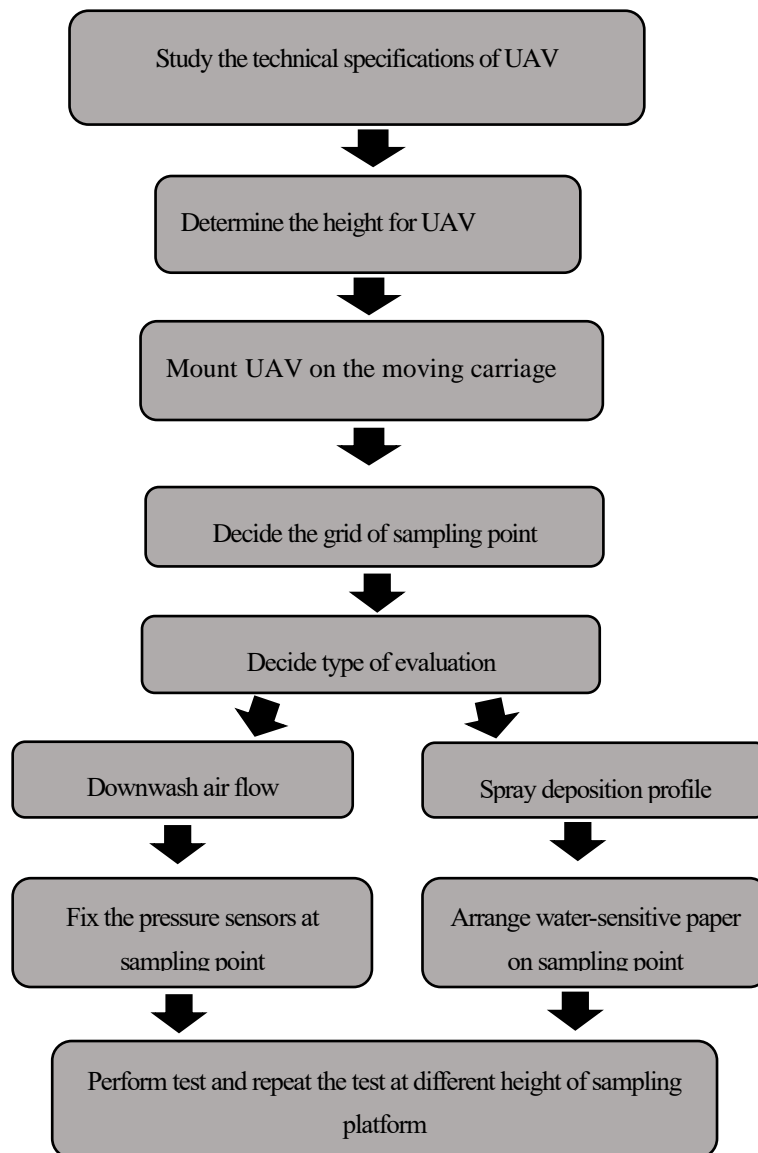 Study the technical specifications of UAV
Determine the height for UAV
Mount UAV on the moving carriage
Decide the grid of sampling point
Decide type of evaluation
Downwash air flow
Spray deposition profile
Fix the pressure sensors at
sampling point
Arrange water-sensitive paper
on sampling point
Perform test and repeat the test at different height of sampling
platform